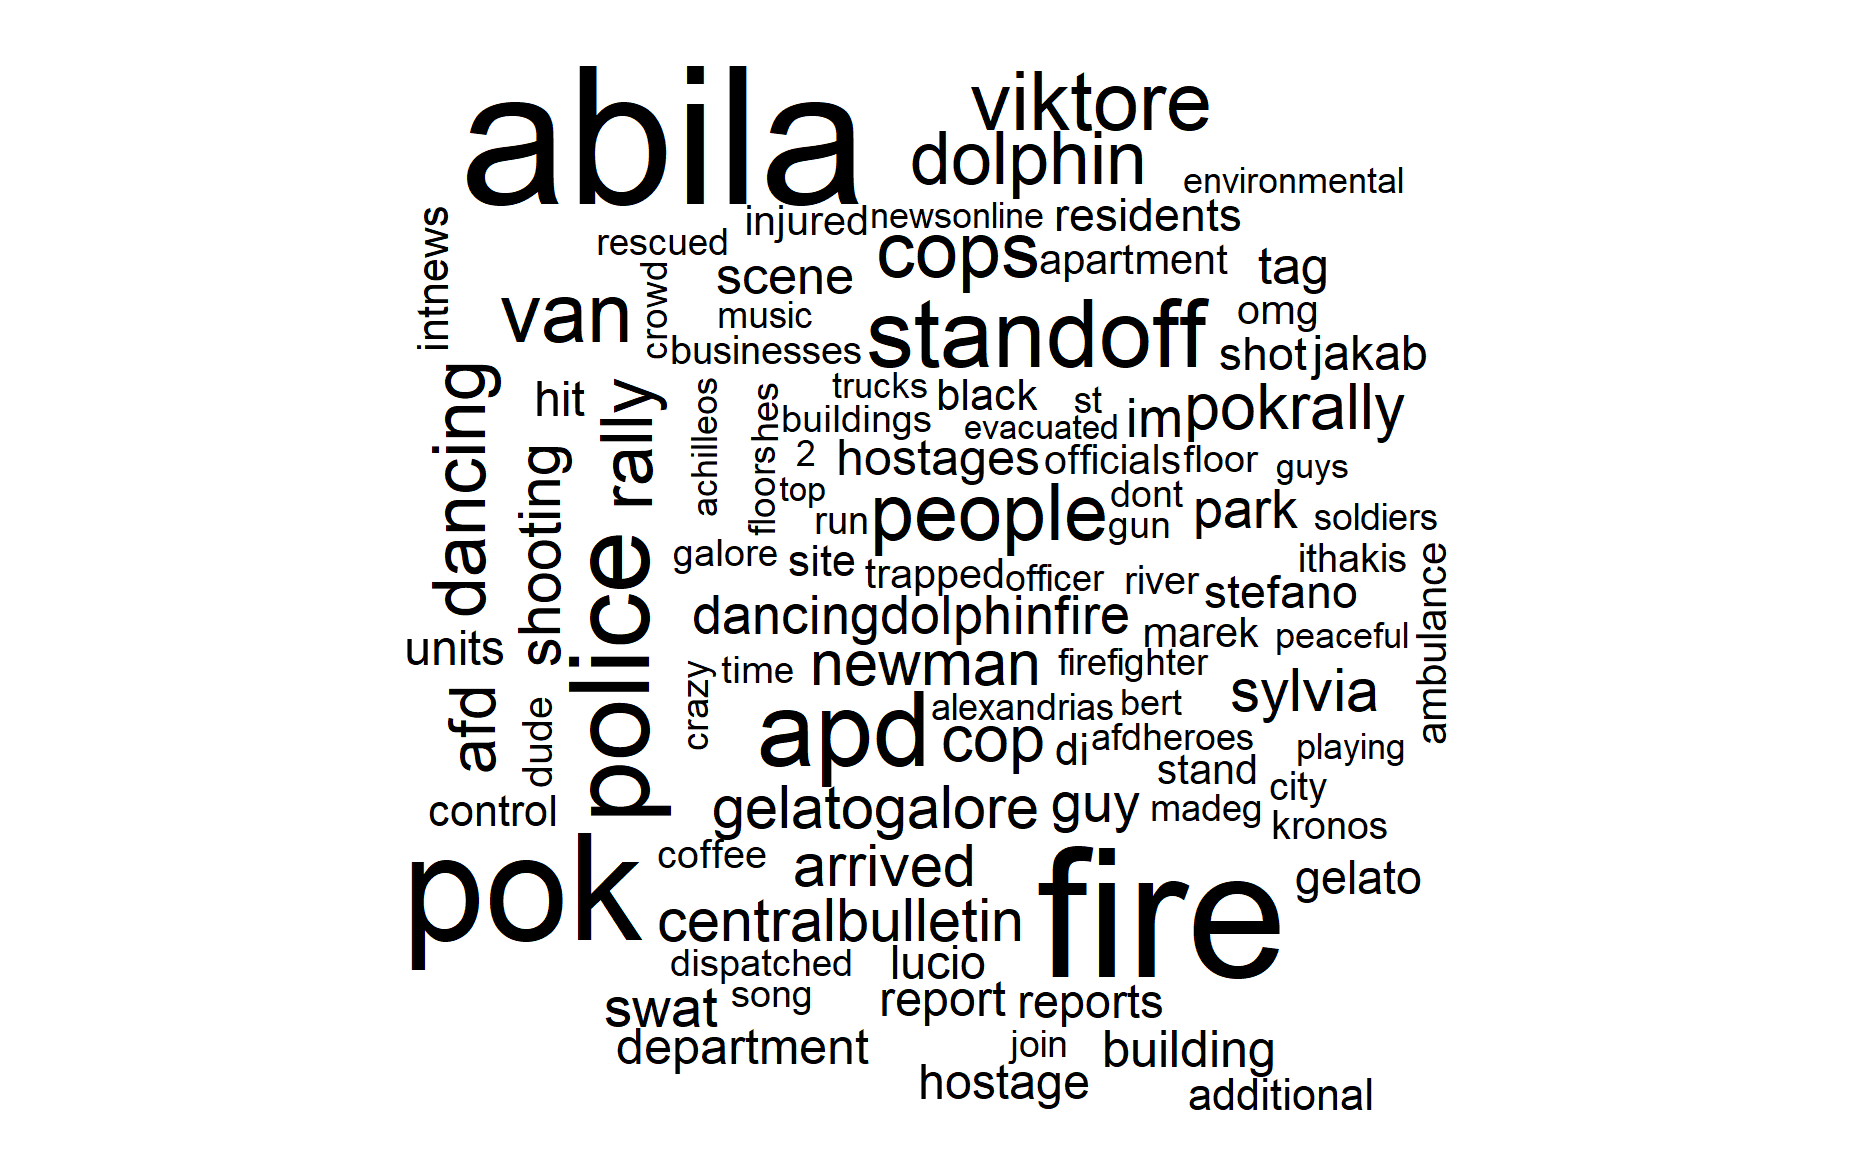 abila
viktore
dolphin
environmental
intnews
rescued
injured
newsonline
residents
cops
apartment
tag
scene
van
crowd
music
businesses
standoff
omg
shot
jakab
dancing
hit
rally
achilleos
floors
hes
trucks
black
st
buildings
evacuated
im
pokrally
shooting
2
hostages
officials
floor
guys
top
run
people
dont
gun
park
soldiers
police
galore
site
trapped
officer
river
ithakis
stefano
ambulance
units
dancingdolphinfire
marek
peaceful
crazy
time
newman
firefighter
sylvia
afd
dude
apd
alexandrias
bert
cop
di
afdheroes
playing
stand
city
control
gelatogalore
guy
madeg
kronos
pok
coffee
arrived
fire
gelato
centralbulletin
dispatched
lucio
swat
song
report
reports
department
join
building
hostage
additional